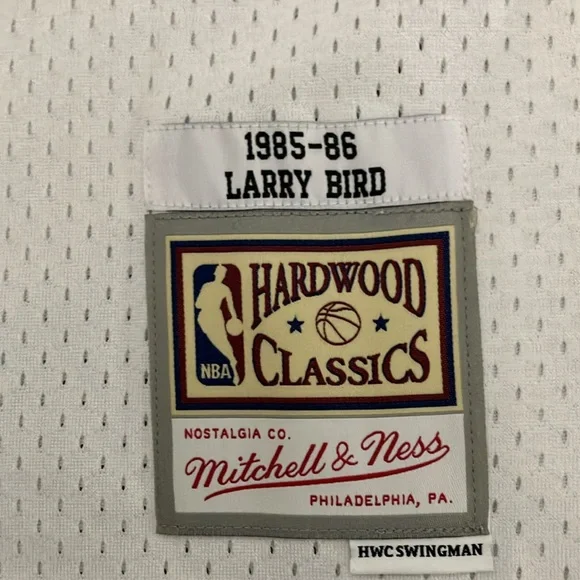 1985-86
LARRY BIRD
HARDWOOD
CLASSICS
NBA
NOSTALGIA CO.
Mitchell & Ness
PHILADELPHIA, PA.
HWC SWINGMAN